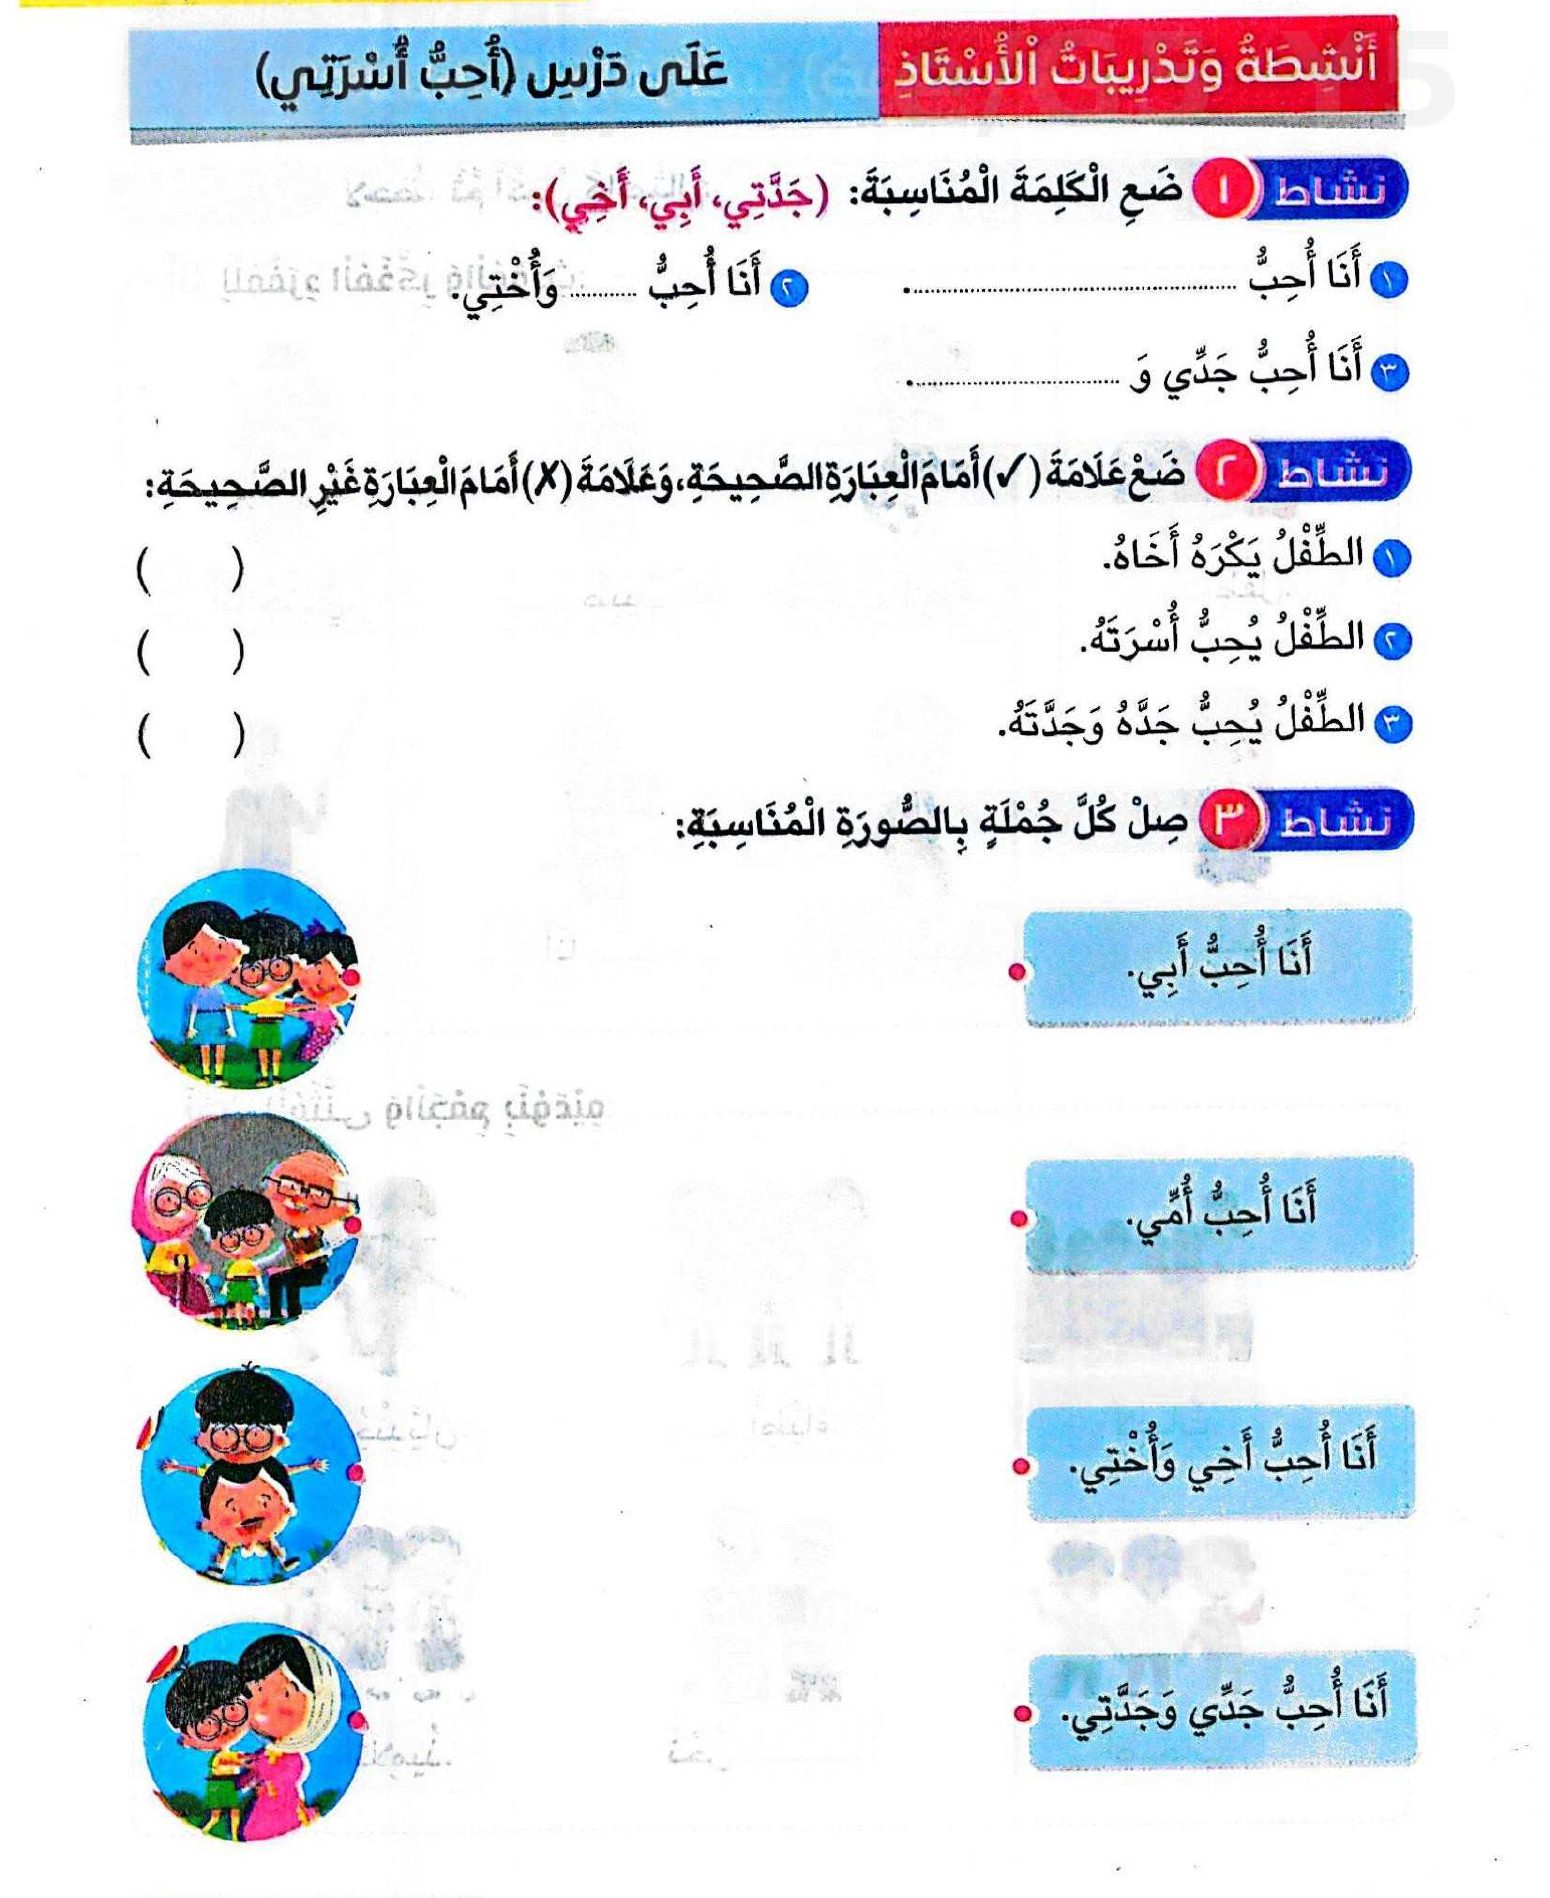 أَنْشِطَةُ وَتَدْرِيبَاتُ الْأُسْتَاذِ عَلَى دَرْسِ (أُحِبُّ أُسْرَتِي)
نشاط ١ ضَعِ الْكَلِمَةَ الْمُنَاسِبَةَ: (جَدَّتِي، أَبِي، أَخِي):
١ أَنَا أُحِبُّ ................. . ٢ أَنَا أُحِبُّ .......... وَأُخْتِي.
٣ أَنَا أُحِبُّ جَدِّي وَ ................. .
نشاط ٢ ضَعْ عَلَامَةَ (✓) أَمَامَ الْعِبَارَةِ الصَّحِيحَةِ، وَعَلَامَةَ (✗) أَمَامَ الْعِبَارَةِ غَيْرِ الصَّحِيحَةِ:
١ الطِّفْلُ يَكْرَهُ أَخَاهُ. ( )
٢ الطِّفْلُ يُحِبُّ أُسْرَتَهُ. ( )
٣ الطِّفْلُ يُحِبُّ جَدَّهُ وَجَدَّتَهُ. ( )
نشاط ٣ صِلْ كُلَّ جُمْلَةٍ بِالصُّورَةِ الْمُنَاسِبَةِ:
أَنَا أُحِبُّ أَبِي.
أَنَا أُحِبُّ أُمِّي.
أَنَا أُحِبُّ أَخِي وَأُخْتِي.
أَنَا أُحِبُّ جَدِّي وَجَدَّتِي.